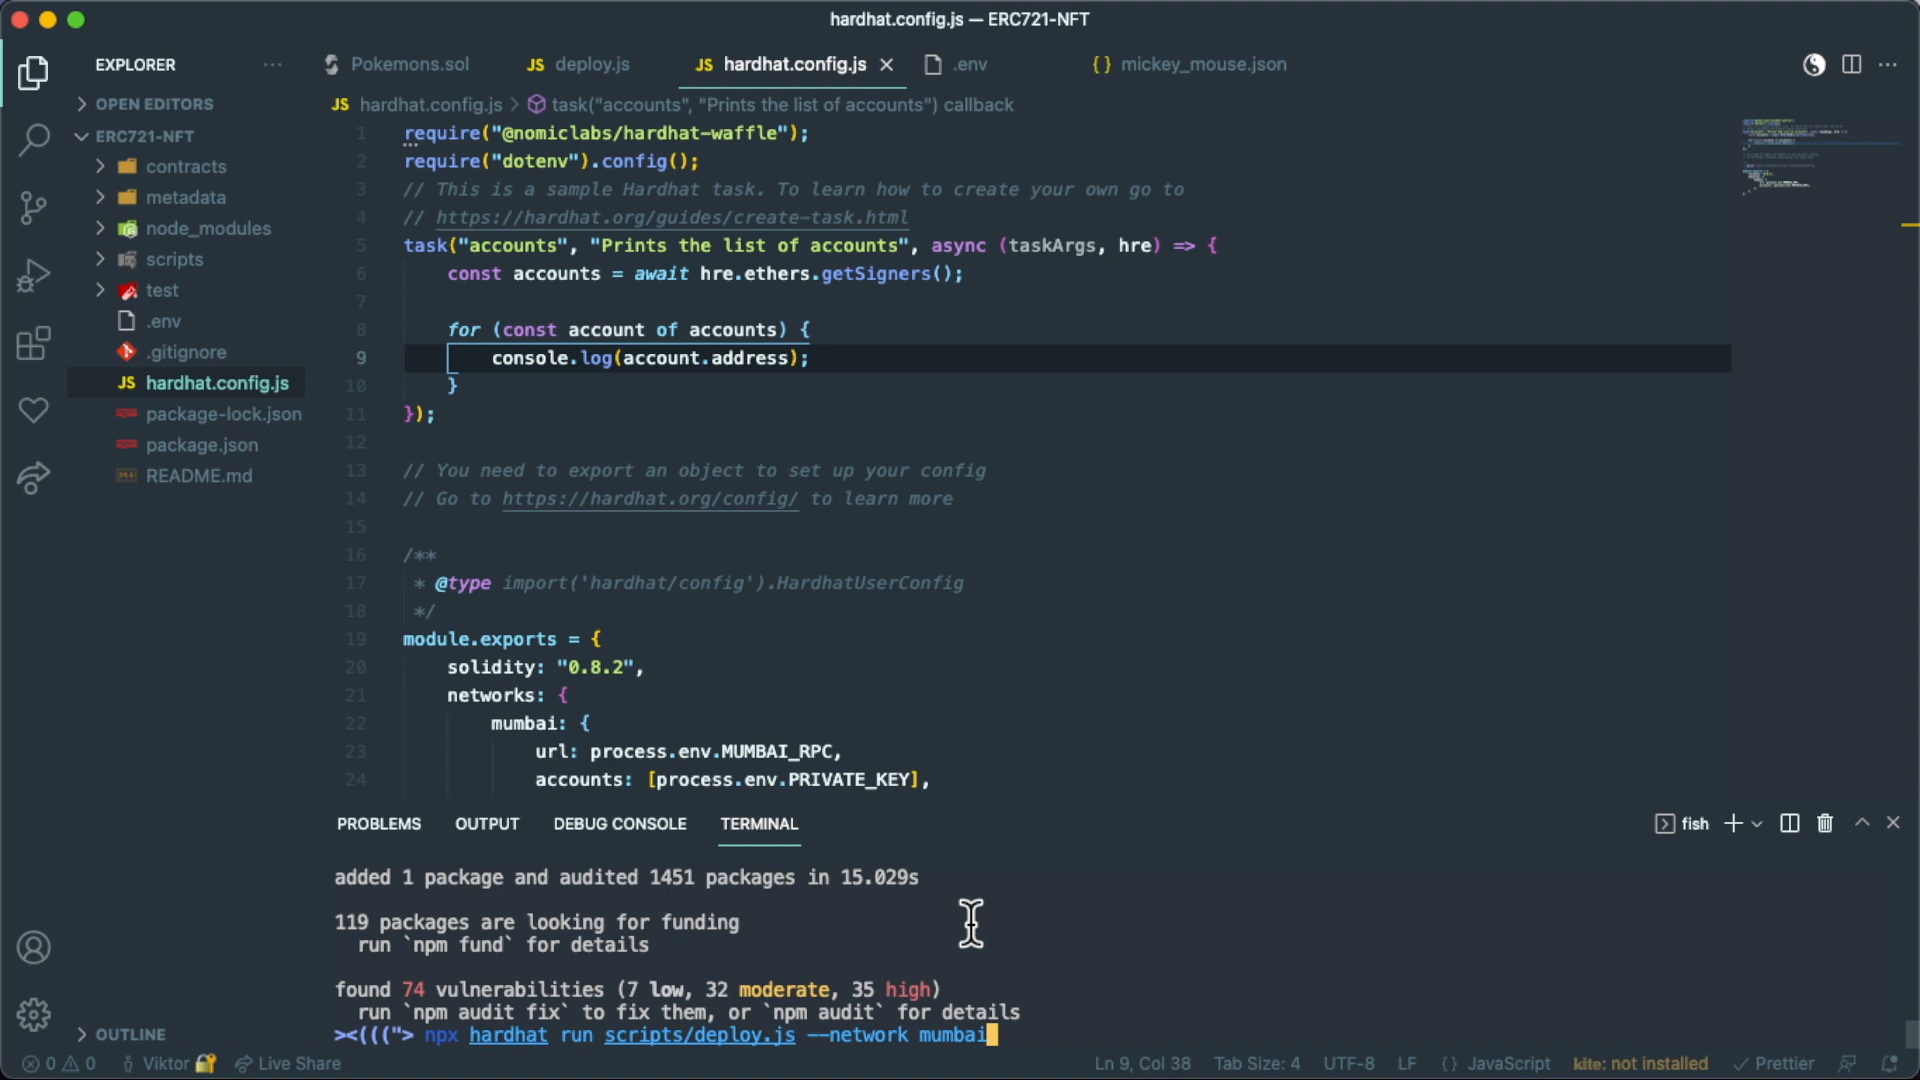 hardhat.config.js — ERC721-NFT
EXPLORER
Pokemons.sol
JS deploy.js
JS hardhat.config.js
.env
{ } mickey_mouse.json
OPEN EDITORS
JS hardhat.config.js > task("accounts", "Prints the list of accounts") callback
ERC721-NFT
contracts
metadata
node_modules
scripts
test
.env
.gitignore
JS hardhat.config.js
package-lock.json
package.json
README.md
OUTLINE
1 require("@nomiclabs/hardhat-waffle");
2 require("dotenv").config();
3 // This is a sample Hardhat task. To learn how to create your own go to
4 // https://hardhat.org/guides/create-task.html
5 task("accounts", "Prints the list of accounts", async (taskArgs, hre) => {
6 const accounts = await hre.ethers.getSigners();
7
8 for (const account of accounts) {
9 console.log(account.address);
10 }
11 });
12
13 // You need to export an object to set up your config
14 // Go to https://hardhat.org/config/ to learn more
15
16 /**
17 * @type import('hardhat/config').HardhatUserConfig
18 */
19 module.exports = {
20 solidity: "0.8.2",
21 networks: {
22 mumbai: {
23 url: process.env.MUMBAI_RPC,
24 accounts: [process.env.PRIVATE_KEY],
PROBLEMS OUTPUT DEBUG CONSOLE TERMINAL
fish
added 1 package and audited 1451 packages in 15.029s
119 packages are looking for funding
run `npm fund` for details
found 74 vulnerabilities (7 low, 32 moderate, 35 high)
run `npm audit fix` to fix them, or `npm audit` for details
><((("> npx hardhat run scripts/deploy.js --network mumbai
0 0 Viktor Live Share Ln 9, Col 38 Tab Size: 4 UTF-8 LF { } JavaScript kite: not installed Prettier